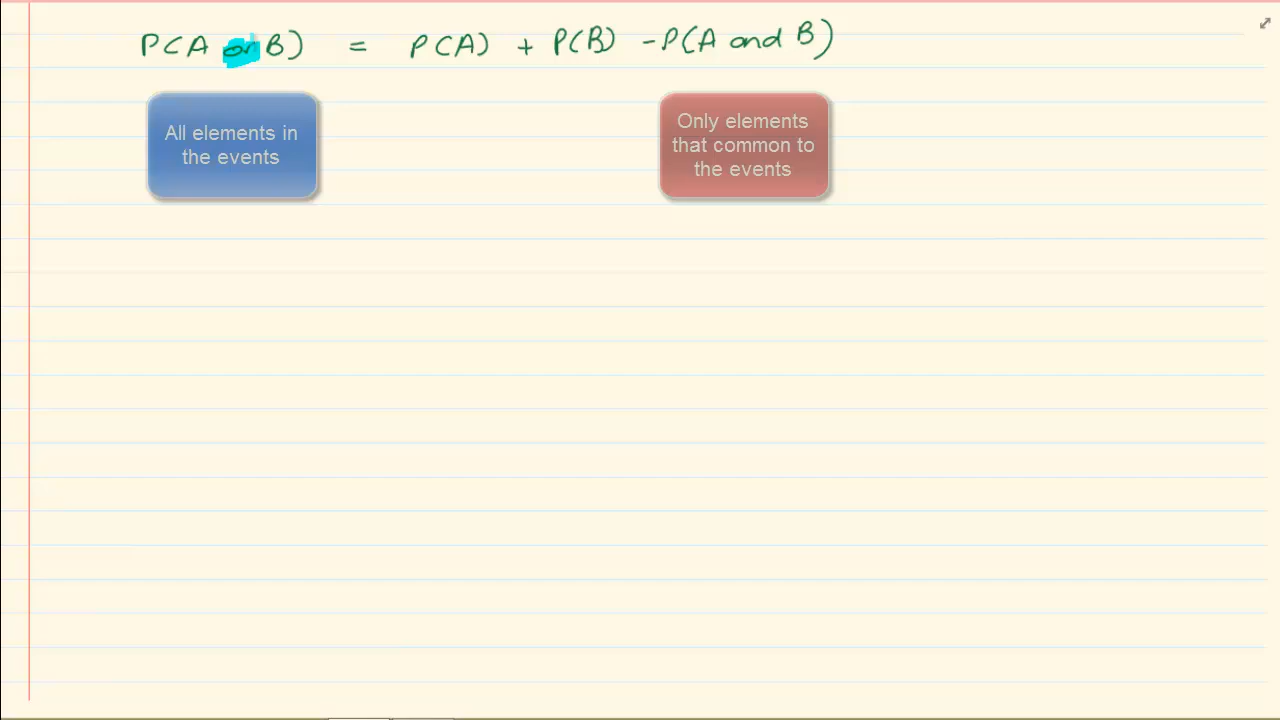 P(A or B) = P(A) + P(B) - P(A and B)
All elements in
the events
Only elements
that common to
the events